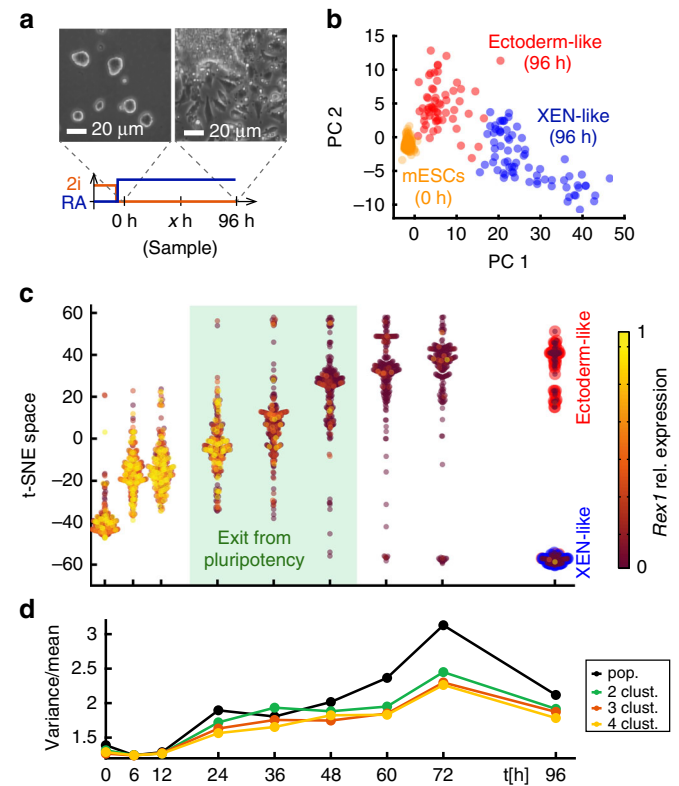 a
20 μm
20 μm
2i
RA
0 h
x h
96 h
(Sample)
b
15
10
5
0
−5
−10
PC 2
Ectoderm-like
(96 h)
XEN-like
(96 h)
mESCs
(0 h)
0
10
20
30
40
50
PC 1
c
60
40
20
0
−20
−40
−60
t-SNE space
Exit from
pluripotency
Ectoderm-like
XEN-like
1
0
Rex1 rel. expression
d
Variance/mean
3
2.5
2
1.5
0 6 12 24 36 48 60 72 t[h] 96
pop.
2 clust.
3 clust.
4 clust.